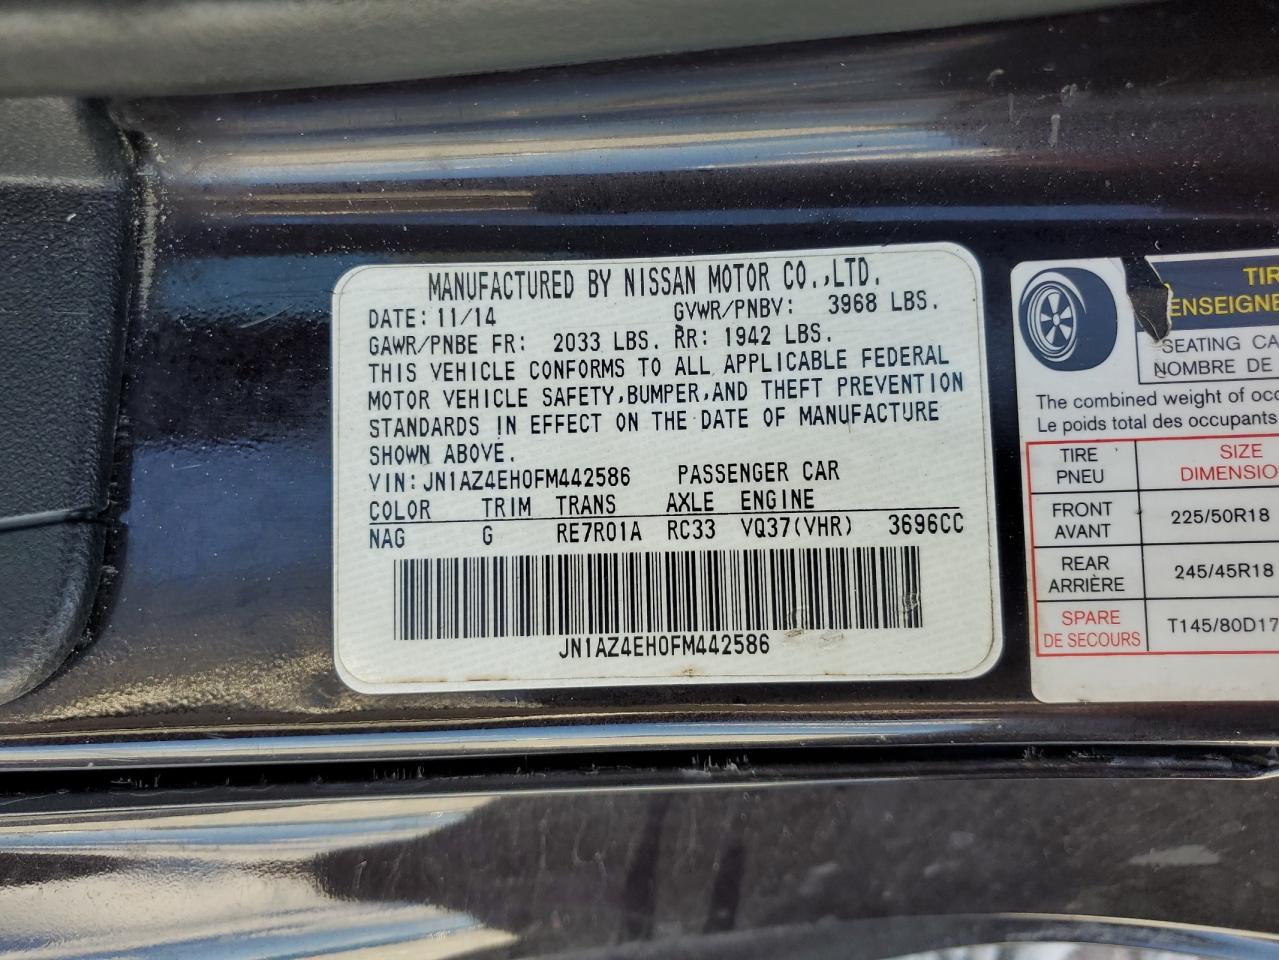 MANUFACTURED BY NISSAN MOTOR CO.,LTD.
DATE: 11/14 GVWR/PNBV: 3968 LBS.
GAWR/PNBE FR: 2033 LBS. RR: 1942 LBS.
THIS VEHICLE CONFORMS TO ALL APPLICABLE FEDERAL
MOTOR VEHICLE SAFETY,BUMPER,AND THEFT PREVENTION
STANDARDS IN EFFECT ON THE DATE OF MANUFACTURE
SHOWN ABOVE.
VIN: JN1AZ4EH0FM442586 PASSENGER CAR
COLOR TRIM TRANS AXLE ENGINE
NAG G RE7R01A RC33 VQ37(VHR) 3696CC
JN1AZ4EH0FM442586
TIR
ENSEIGNE
SEATING CA
NOMBRE DE
The combined weight of occ
Le poids total des occupants
TIRE SIZE
PNEU DIMENSIO
FRONT
AVANT 225/50R18
REAR
ARRIÈRE 245/45R18
SPARE
DE SECOURS T145/80D17